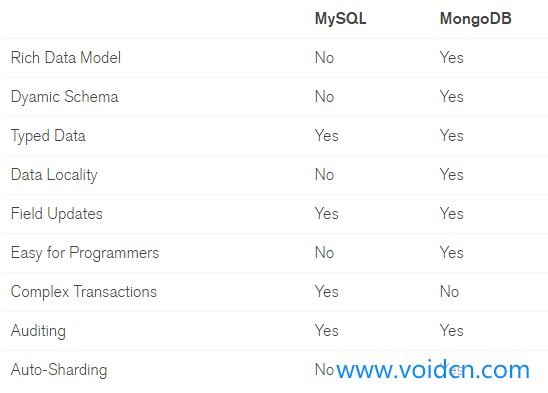 MySQL MongoDB
Rich Data Model No Yes
Dyamic Schema No Yes
Typed Data Yes Yes
Data Locality No Yes
Field Updates Yes Yes
Easy for Programmers No Yes
Complex Transactions Yes No
Auditing Yes Yes
Auto-Sharding No Yes
www.voidcn.com